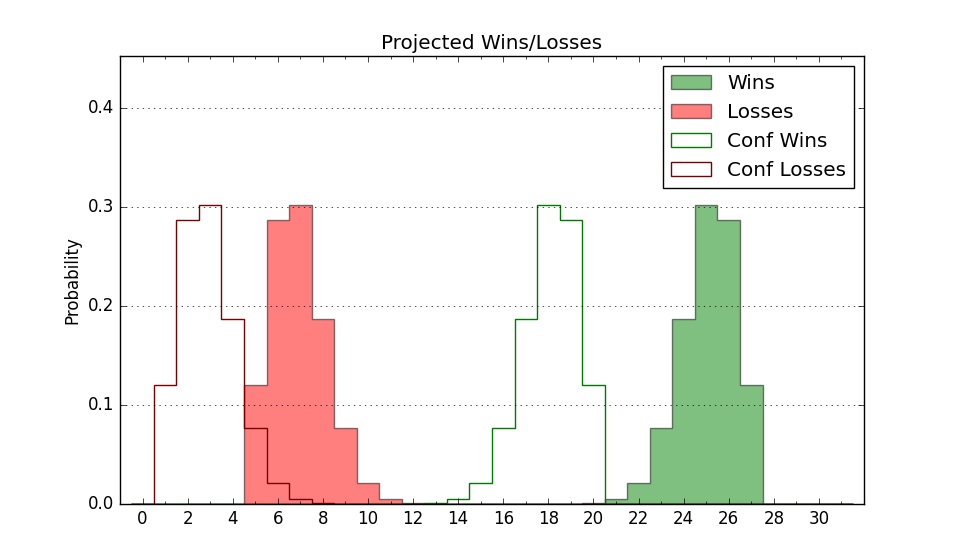 Projected Wins/Losses
Wins
Losses
Conf Wins
Conf Losses
Probability
0.4
0.3
0.2
0.1
0.0
0 2 4 6 8 10 12 14 16 18 20 22 24 26 28 30